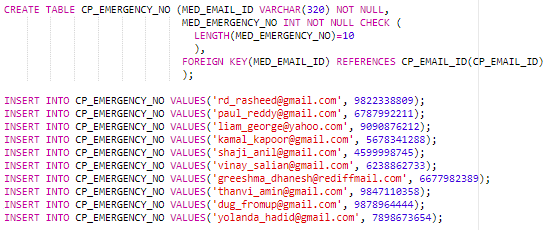 CREATE TABLE CP_EMERGENCY_NO (MED_EMAIL_ID VARCHAR(320) NOT NULL,
MED_EMERGENCY_NO INT NOT NULL CHECK (
LENGTH(MED_EMERGENCY_NO)=10
),
FOREIGN KEY(MED_EMAIL_ID) REFERENCES CP_EMAIL_ID(CP_EMAIL_ID)
);
INSERT INTO CP_EMERGENCY_NO VALUES('rd_rasheed@gmail.com', 9822338809);
INSERT INTO CP_EMERGENCY_NO VALUES('paul_reddy@gmail.com', 6787992211);
INSERT INTO CP_EMERGENCY_NO VALUES('liam_george@yahoo.com', 9090876212);
INSERT INTO CP_EMERGENCY_NO VALUES('kamal_kapoor@gmail.com', 5678341288);
INSERT INTO CP_EMERGENCY_NO VALUES('shaji_anil@gmail.com', 4599998745);
INSERT INTO CP_EMERGENCY_NO VALUES('vinay_salian@gmail.com', 6238862733);
INSERT INTO CP_EMERGENCY_NO VALUES('greeshma_dhanesh@rediffmail.com', 6677982389);
INSERT INTO CP_EMERGENCY_NO VALUES('thanvi_amin@gmail.com', 9847110358);
INSERT INTO CP_EMERGENCY_NO VALUES('dug_fromup@gmail.com', 9878964444);
INSERT INTO CP_EMERGENCY_NO VALUES('yolanda_hadid@gmail.com', 7898673654);